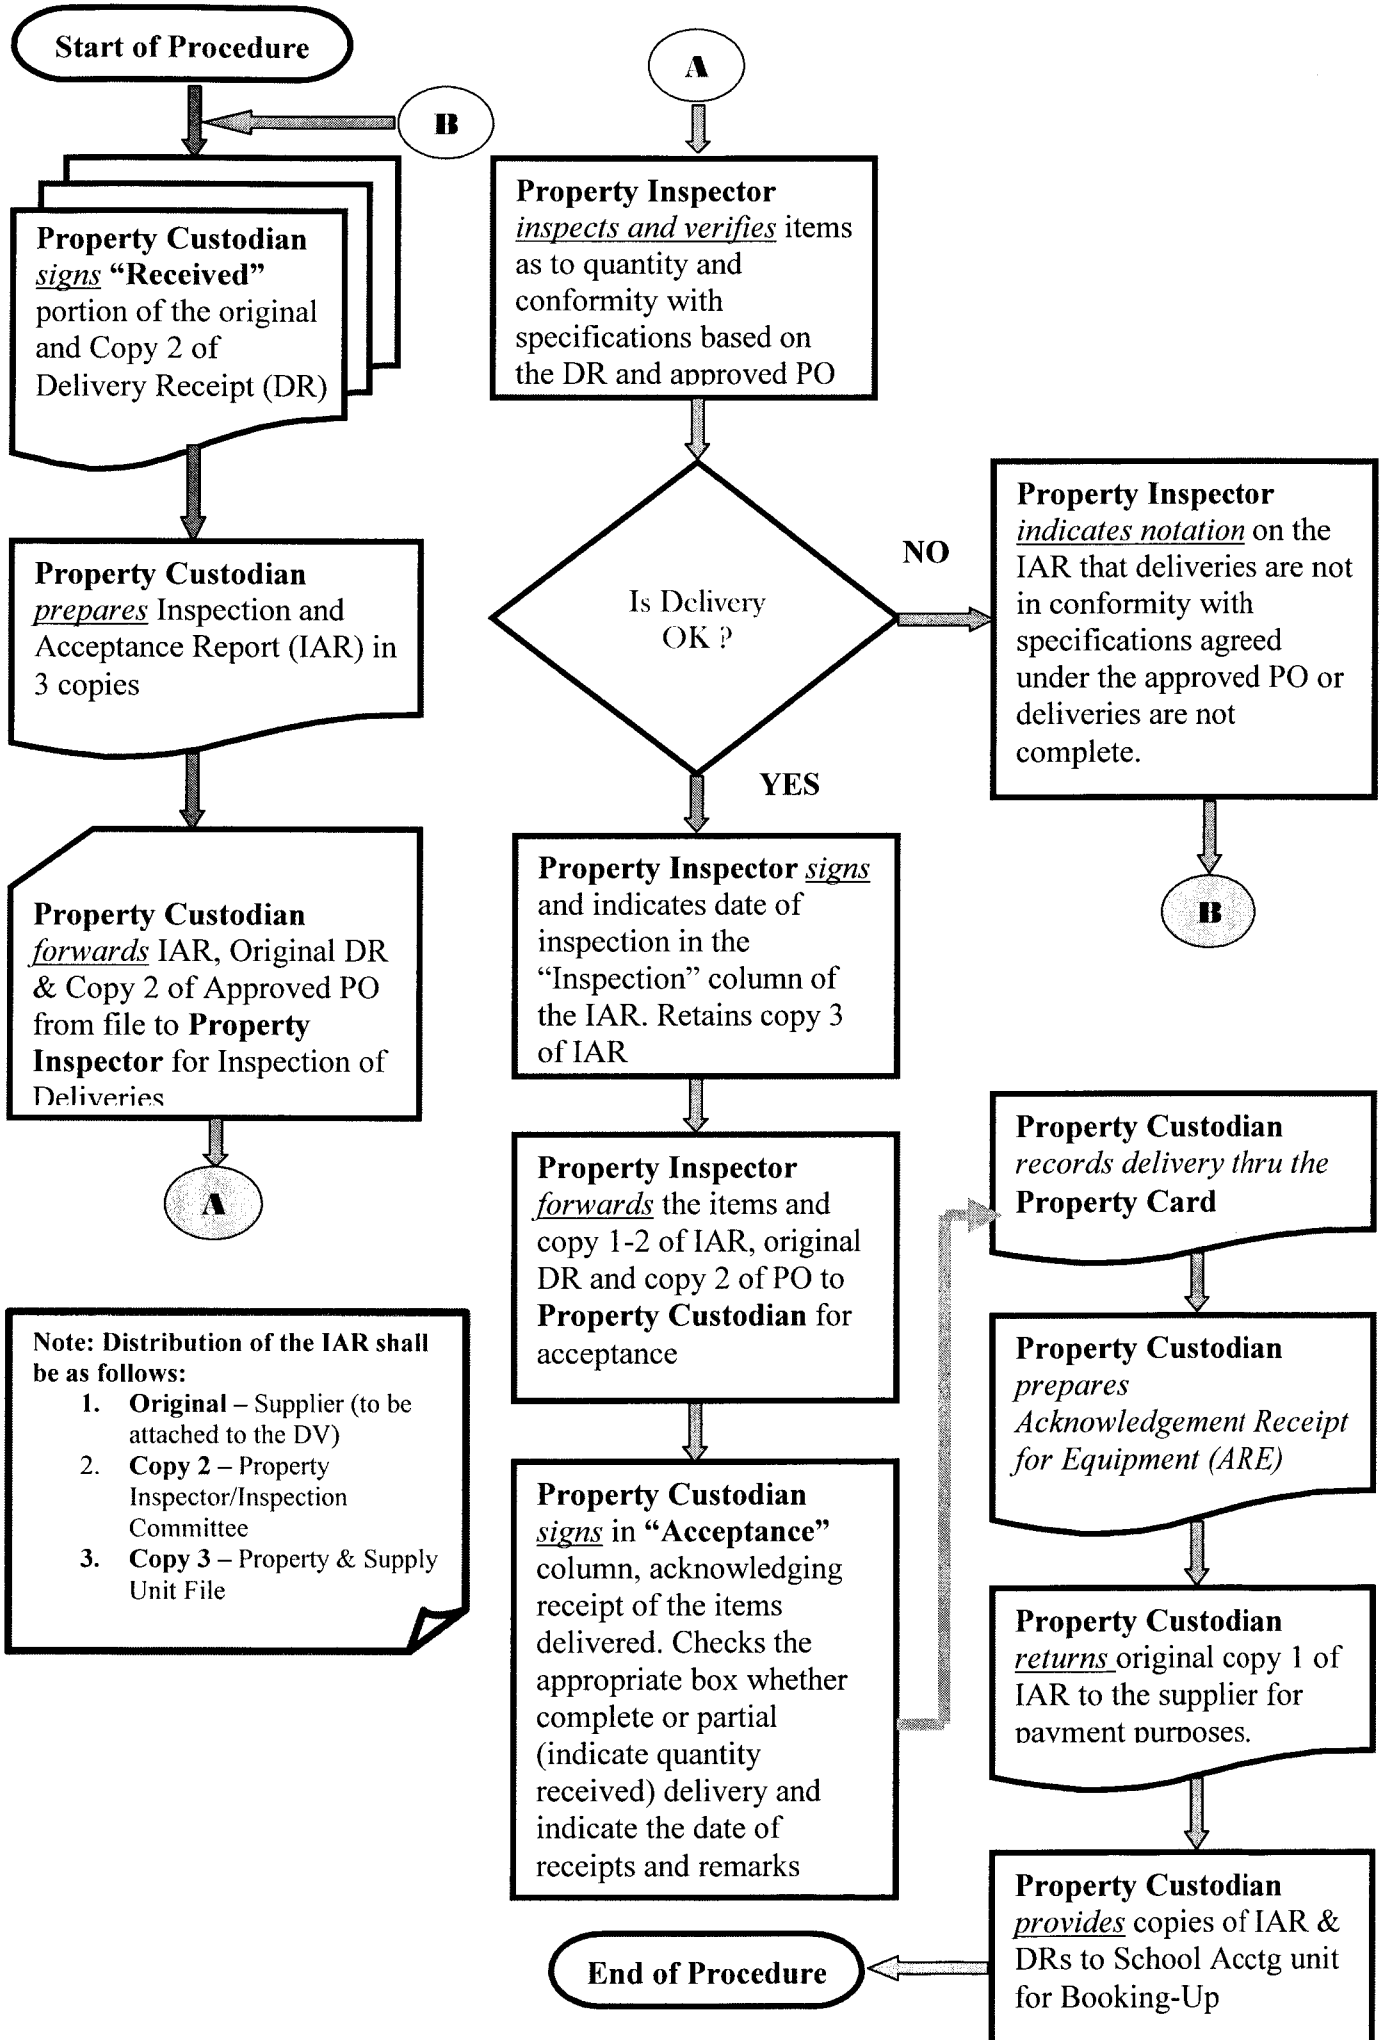 Start of Procedure
B
Property Custodian
signs “Received”
portion of the original
and Copy 2 of
Delivery Receipt (DR)
Property Custodian
prepares Inspection and
Acceptance Report (IAR) in
3 copies
Property Custodian
forwards IAR, Original DR
& Copy 2 of Approved PO
from file to Property
Inspector for Inspection of
Deliveries
A
Note: Distribution of the IAR shall
be as follows:
1. Original – Supplier (to be
attached to the DV)
2. Copy 2 – Property
Inspector/Inspection
Committee
3. Copy 3 – Property & Supply
Unit File
A
Property Inspector
inspects and verifies items
as to quantity and
conformity with
specifications based on
the DR and approved PO
Is Delivery
OK ?
NO
YES
Property Inspector
indicates notation on the
IAR that deliveries are not
in conformity with
specifications agreed
under the approved PO or
deliveries are not
complete.
B
Property Inspector signs
and indicates date of
inspection in the
“Inspection” column of
the IAR. Retains copy 3
of IAR
Property Inspector
forwards the items and
copy 1-2 of IAR, original
DR and copy 2 of PO to
Property Custodian for
acceptance
Property Custodian
signs in “Acceptance”
column, acknowledging
receipt of the items
delivered. Checks the
appropriate box whether
complete or partial
(indicate quantity
received) delivery and
indicate the date of
receipts and remarks
Property Custodian
records delivery thru the
Property Card
Property Custodian
prepares
Acknowledgement Receipt
for Equipment (ARE)
Property Custodian
returns original copy 1 of
IAR to the supplier for
payment purposes.
Property Custodian
provides copies of IAR &
DRs to School Acctg unit
for Booking-Up
End of Procedure